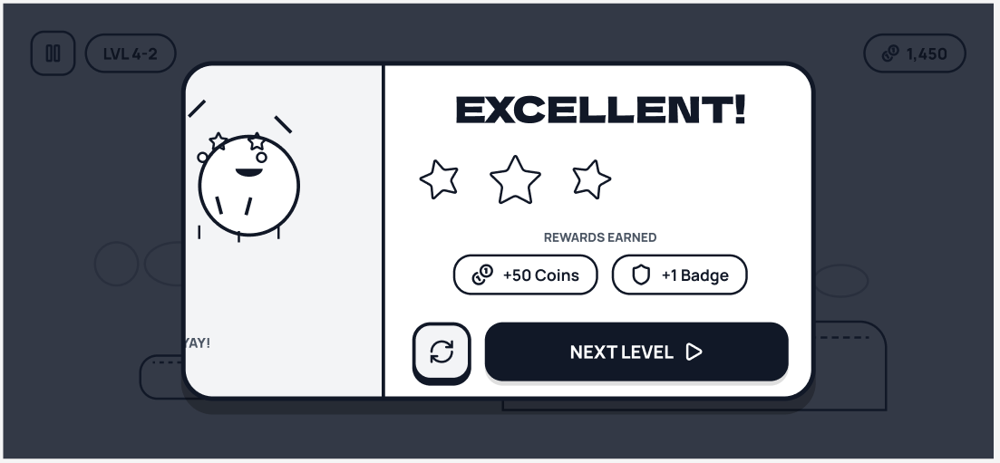 LVL 4-2
1,450
EXCELLENT!
REWARDS EARNED
+50 Coins
+1 Badge
YAY!
NEXT LEVEL